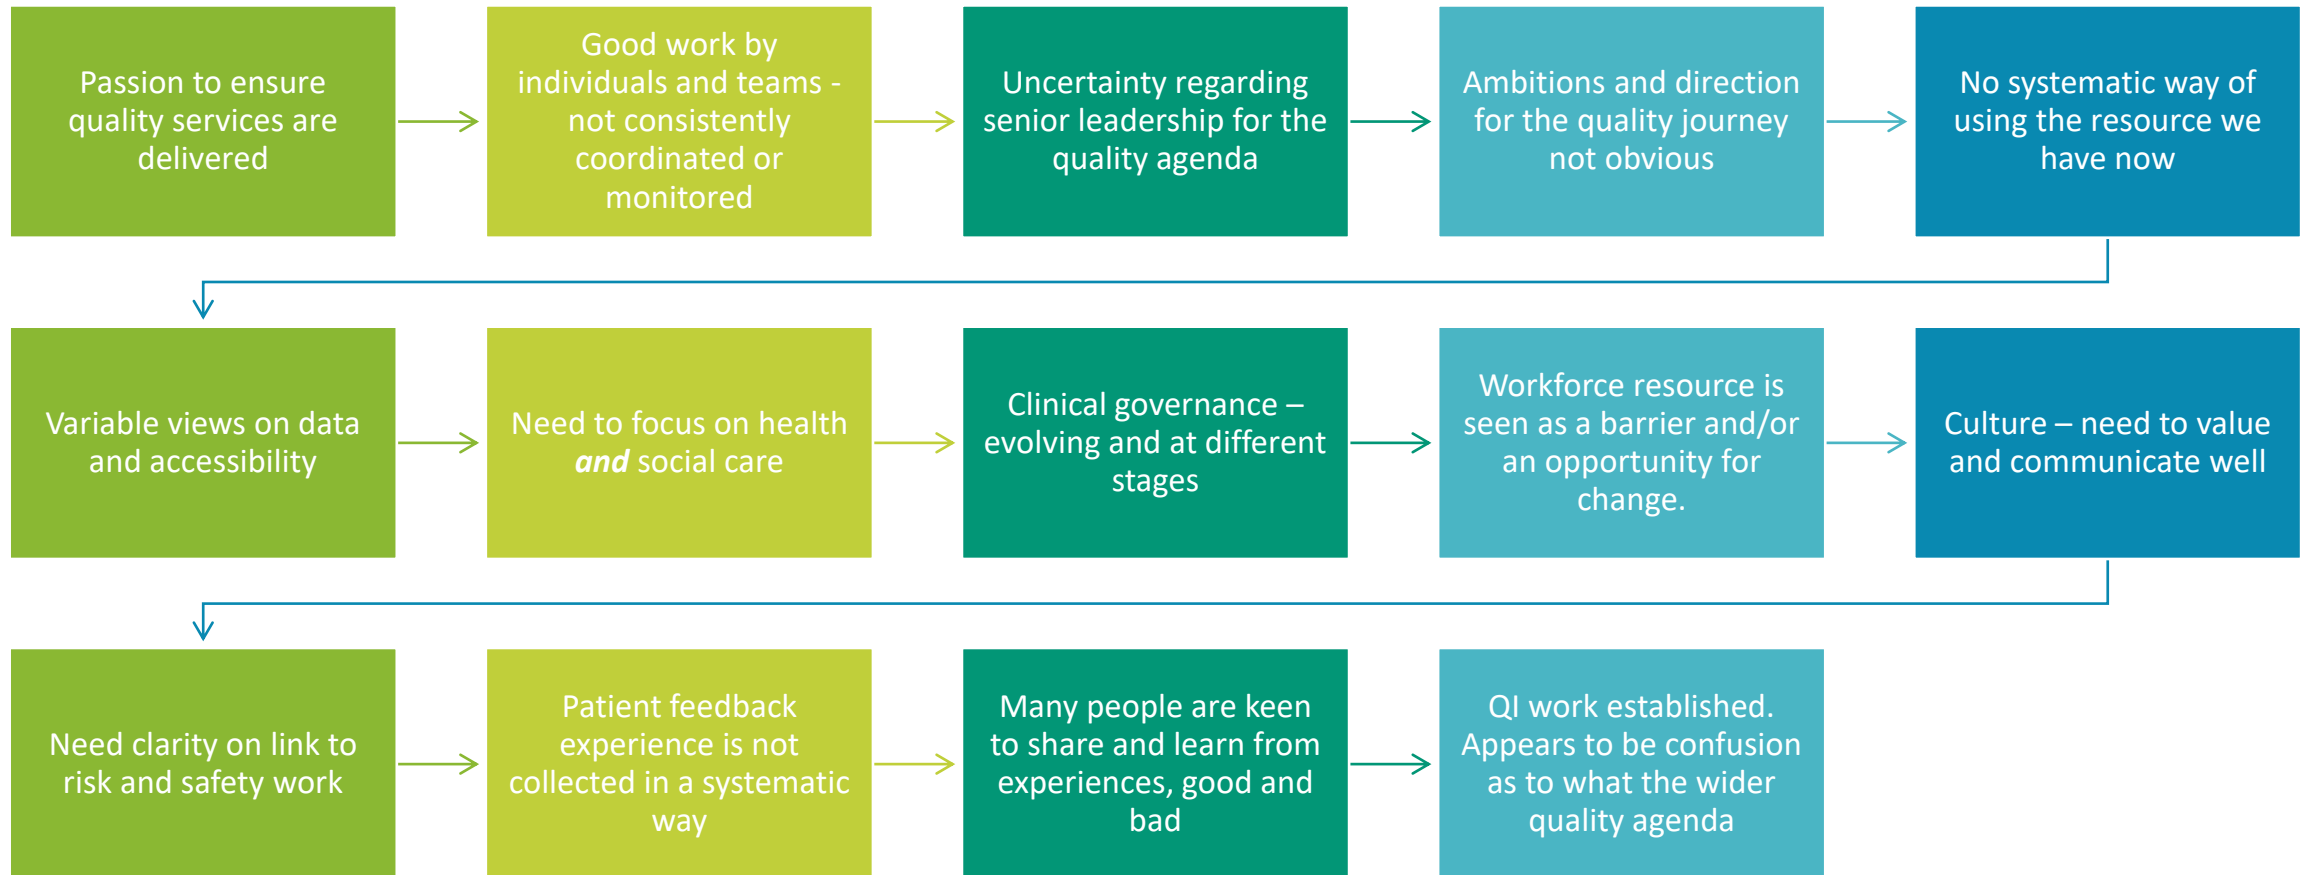 Passion to ensure
quality services are
delivered
Good work by
individuals and teams -
not consistently
coordinated or
monitored
Uncertainty regarding
senior leadership for the
quality agenda
Ambitions and direction
for the quality journey
not obvious
No systematic way of
using the resource we
have now
Variable views on data
and accessibility
Need to focus on health
and social care
Clinical governance –
evolving and at different
stages
Workforce resource is
seen as a barrier and/or
an opportunity for
change.
Culture – need to value
and communicate well
Need clarity on link to
risk and safety work
Patient feedback
experience is not
collected in a systematic
way
Many people are keen
to share and learn from
experiences, good and
bad
QI work established.
Appears to be confusion
as to what the wider
quality agenda